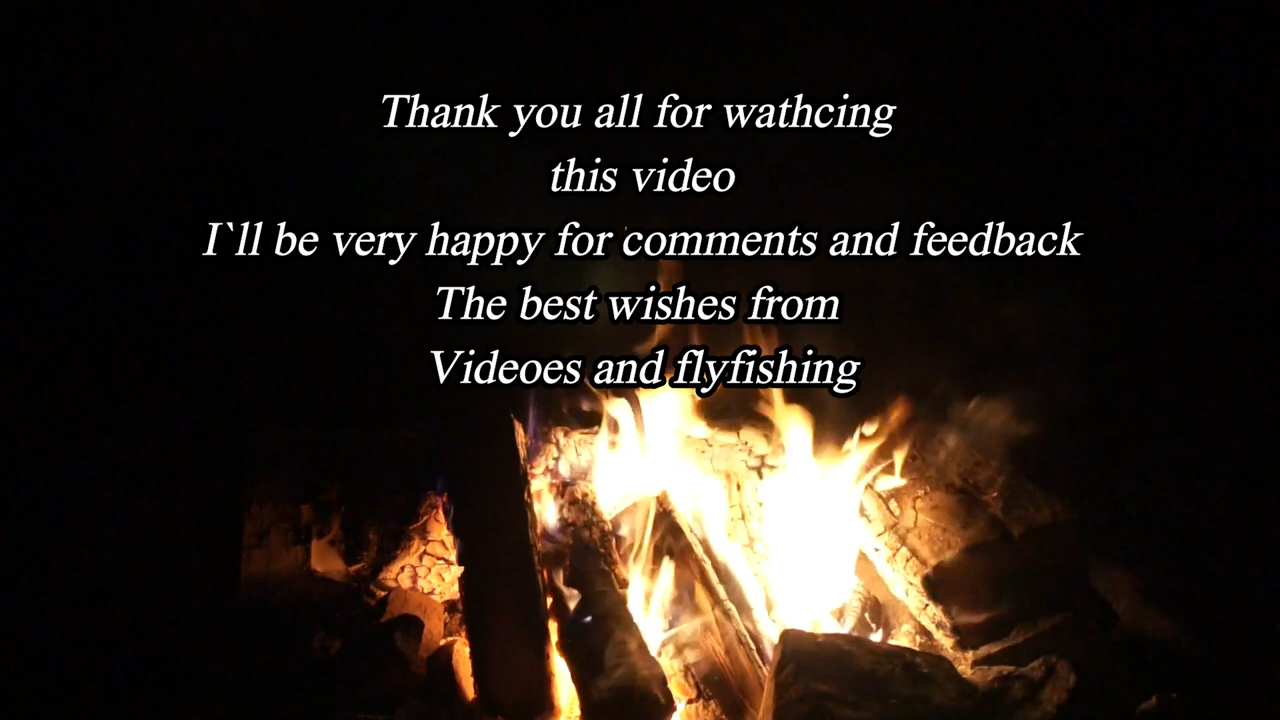 Thank you all for wathcing
this video
I`ll be very happy for comments and feedback
The best wishes from
Videoes and flyfishing